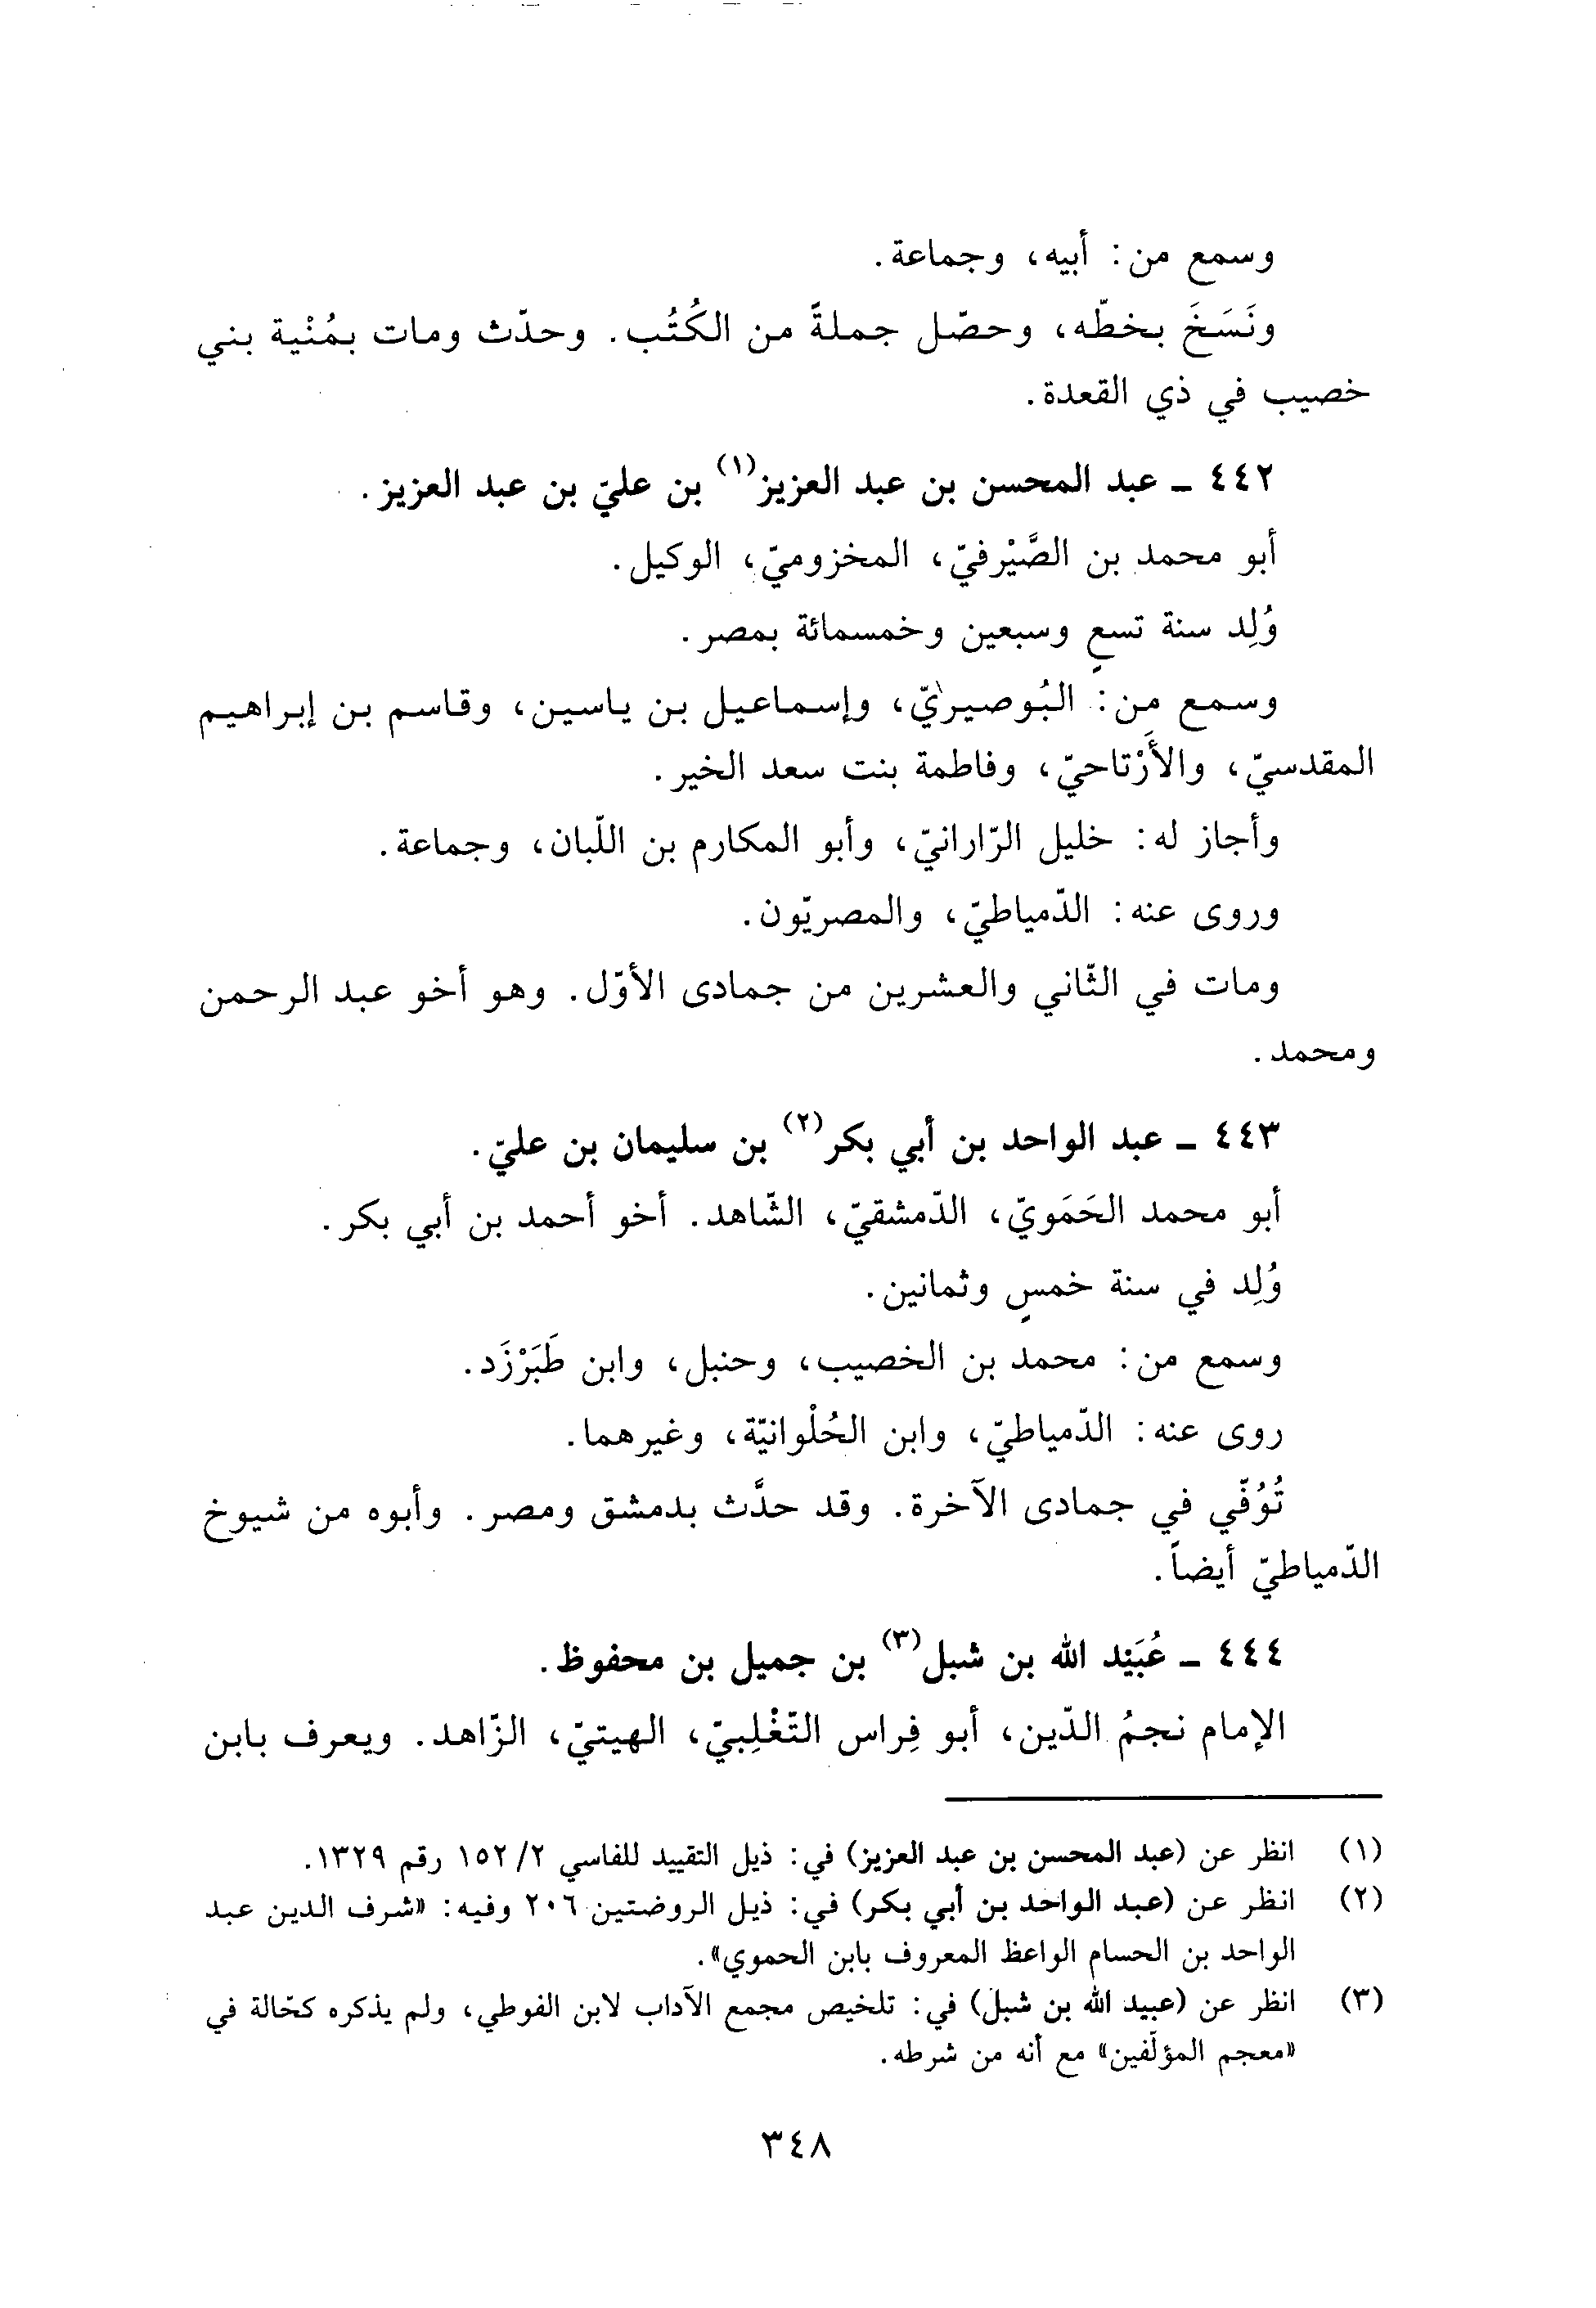 وسمع من: أبيه، وجماعة.
ونَسَخَ بخطّه، وحصّل جملةً من الكُتُب. وحدّث ومات بمُنْية بني
خصيب في ذي القعدة.
٤٤٢ ـ عبد المحسن بن عبد العزيز(١) بن عليّ بن عبد العزيز.
أبو محمد بن الصَّيْرفيّ، المخزوميّ، الوكيل.
وُلِد سنة تسعٍ وسبعين وخمسمائة بمصر.
وسمع من: البُوصيريّ، وإسماعيل بن ياسين، وقاسم بن إبراهيم
المقدسيّ، والأَرْتاحيّ، وفاطمة بنت سعد الخير.
وأجاز له: خليل الرّارانيّ، وأبو المكارم بن اللّبان، وجماعة.
وروى عنه: الدّمياطيّ، والمصريّون.
ومات في الثّاني والعشرين من جمادى الأوّل. وهو أخو عبد الرحمن
ومحمد.
٤٤٣ ـ عبد الواحد بن أبي بكر(٢) بن سليمان بن عليّ.
أبو محمد الحَمَويّ، الدّمشقيّ، الشّاهد. أخو أحمد بن أبي بكر.
وُلِد في سنة خمسٍ وثمانين.
وسمع من: محمد بن الخصيب، وحنبل، وابن طَبَرْزَد.
روى عنه: الدّمياطيّ، وابن الحُلْوانيّة، وغيرهما.
تُوُفّي في جمادى الآخرة. وقد حدَّث بدمشق ومصر. وأبوه من شيوخ
الدّمياطيّ أيضاً.
٤٤٤ ـ عُبَيْد الله بن شبل(٣) بن جميل بن محفوظ.
الإمام نجمُ الدّين، أبو فِراس التّغْلِبيّ، الهيتيّ، الزّاهد. ويعرف بابن
(١) انظر عن (عبد المحسن بن عبد العزيز) في: ذيل التقييد للفاسي ٢/ ١٥٢ رقم ١٣٢٩.
(٢) انظر عن (عبد الواحد بن أبي بكر) في: ذيل الروضتين ٢٠٦ وفيه: «شرف الدين عبد
الواحد بن الحسام الواعظ المعروف بابن الحموي».
(٣) انظر عن (عبيد الله بن شبل) في: تلخيص مجمع الآداب لابن الفوطي، ولم يذكره كحّالة في
«معجم المؤلّفين» مع أنه من شرطه.
٣٤٨